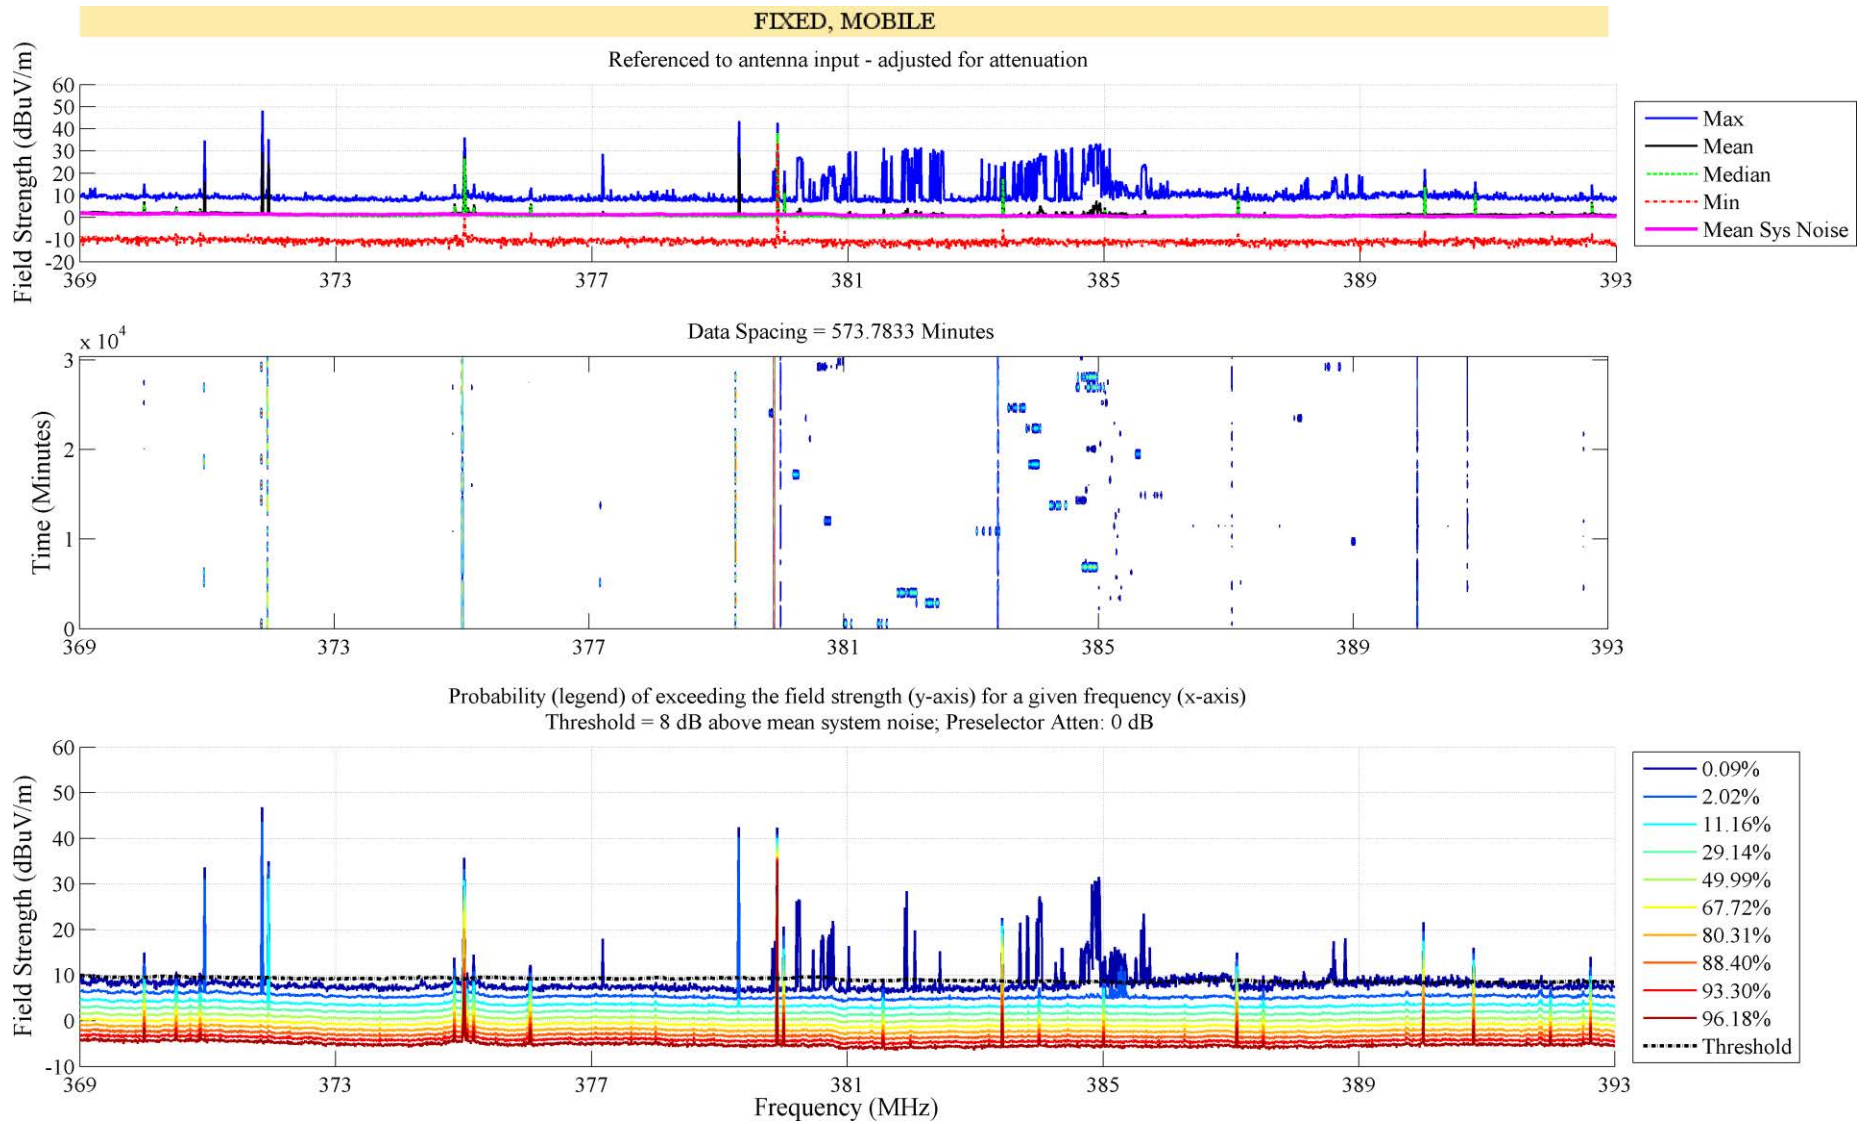 FIXED, MOBILE
Referenced to antenna input - adjusted for attenuation
Field Strength (dBuV/m)
60
50
40
30
20
10
0
-10
-20
369 373 377 381 385 389 393
Max
Mean
Median
Min
Mean Sys Noise
Data Spacing = 573.7833 Minutes
x 10^4
Time (Minutes)
3
2
1
0
369 373 377 381 385 389 393
Probability (legend) of exceeding the field strength (y-axis) for a given frequency (x-axis)
Threshold = 8 dB above mean system noise; Preselector Atten: 0 dB
Field Strength (dBuV/m)
60
50
40
30
20
10
0
-10
369 373 377 381 385 389 393
Frequency (MHz)
0.09%
2.02%
11.16%
29.14%
49.99%
67.72%
80.31%
88.40%
93.30%
96.18%
Threshold